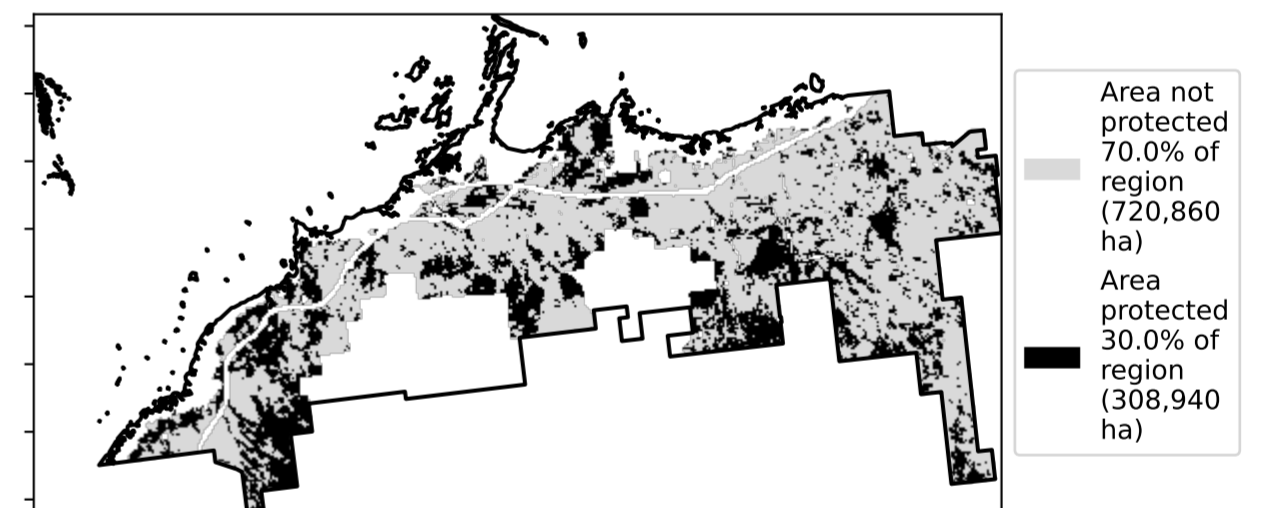 Area not
protected
70.0% of
region
(720,860
ha)
Area
protected
30.0% of
region
(308,940
ha)